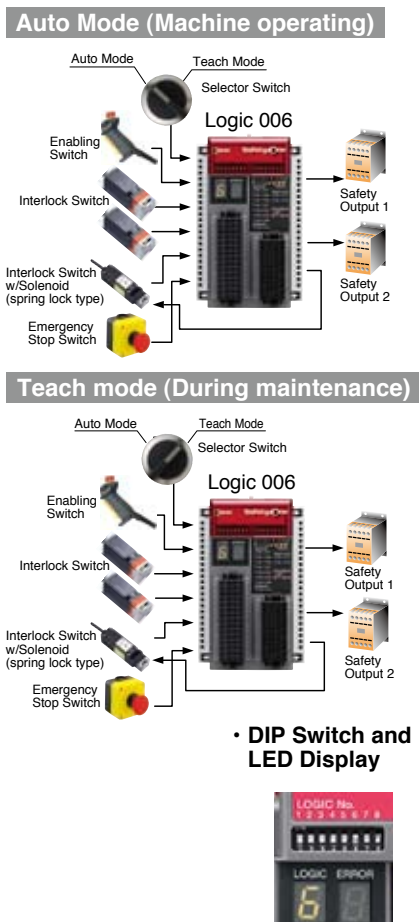 Auto Mode (Machine operating)
Auto Mode
Teach Mode
Selector Switch
Logic 006
Enabling
Switch
Interlock Switch
Interlock Switch
w/Solenoid
(spring lock type)
Emergency
Stop Switch
Safety
Output 1
Safety
Output 2
Teach mode (During maintenance)
Auto Mode
Teach Mode
Selector Switch
Logic 006
Enabling
Switch
Interlock Switch
Interlock Switch
w/Solenoid
(spring lock type)
Emergency
Stop Switch
Safety
Output 1
Safety
Output 2
・DIP Switch and
LED Display
LOGIC No.
1 2 3 4 5 6 7 8
LOGIC ERROR
6